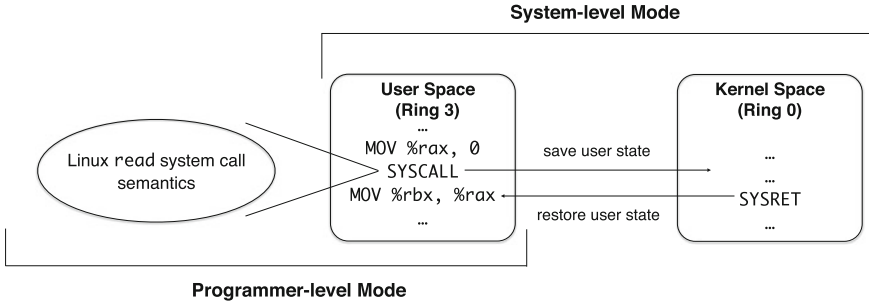 System-level Mode
User Space
(Ring 3)
...
MOV %rax, 0
SYSCALL
MOV %rbx, %rax
...
Kernel Space
(Ring 0)
...
...
SYSRET
...
save user state
restore user state
Linux read system call
semantics
Programmer-level Mode